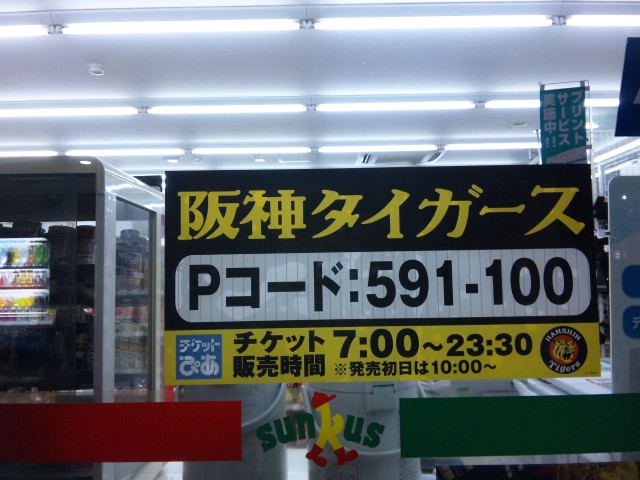 プリント
サービス
実施中!!
阪神タイガース
Pコード:591-100
チケット
ぴあ
チケット 7:00～23:30
販売時間 ※発売初日は10:00～
HANSHIN
Tigers
sunkus